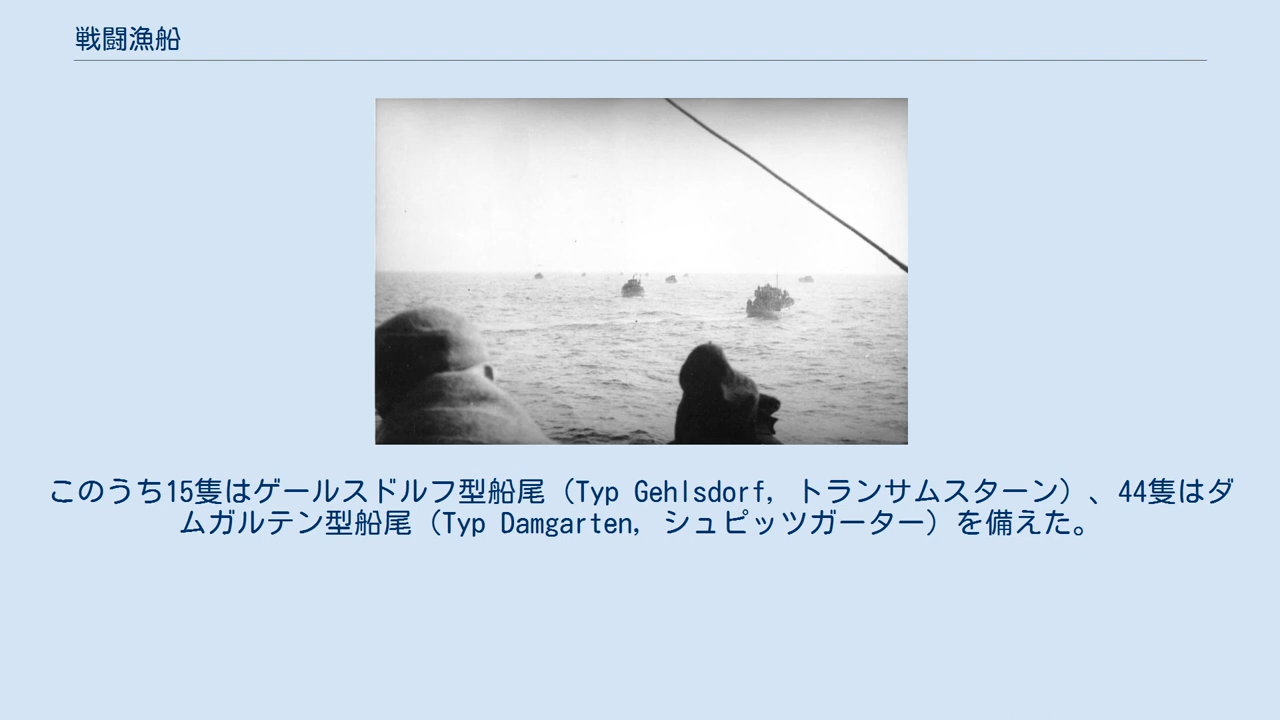 戦闘漁船
このうち15隻はゲールスドルフ型船尾（Typ Gehlsdorf, トランサムスターン）、44隻はダ
ムガルテン型船尾（Typ Damgarten, シュピッツガーター）を備えた。